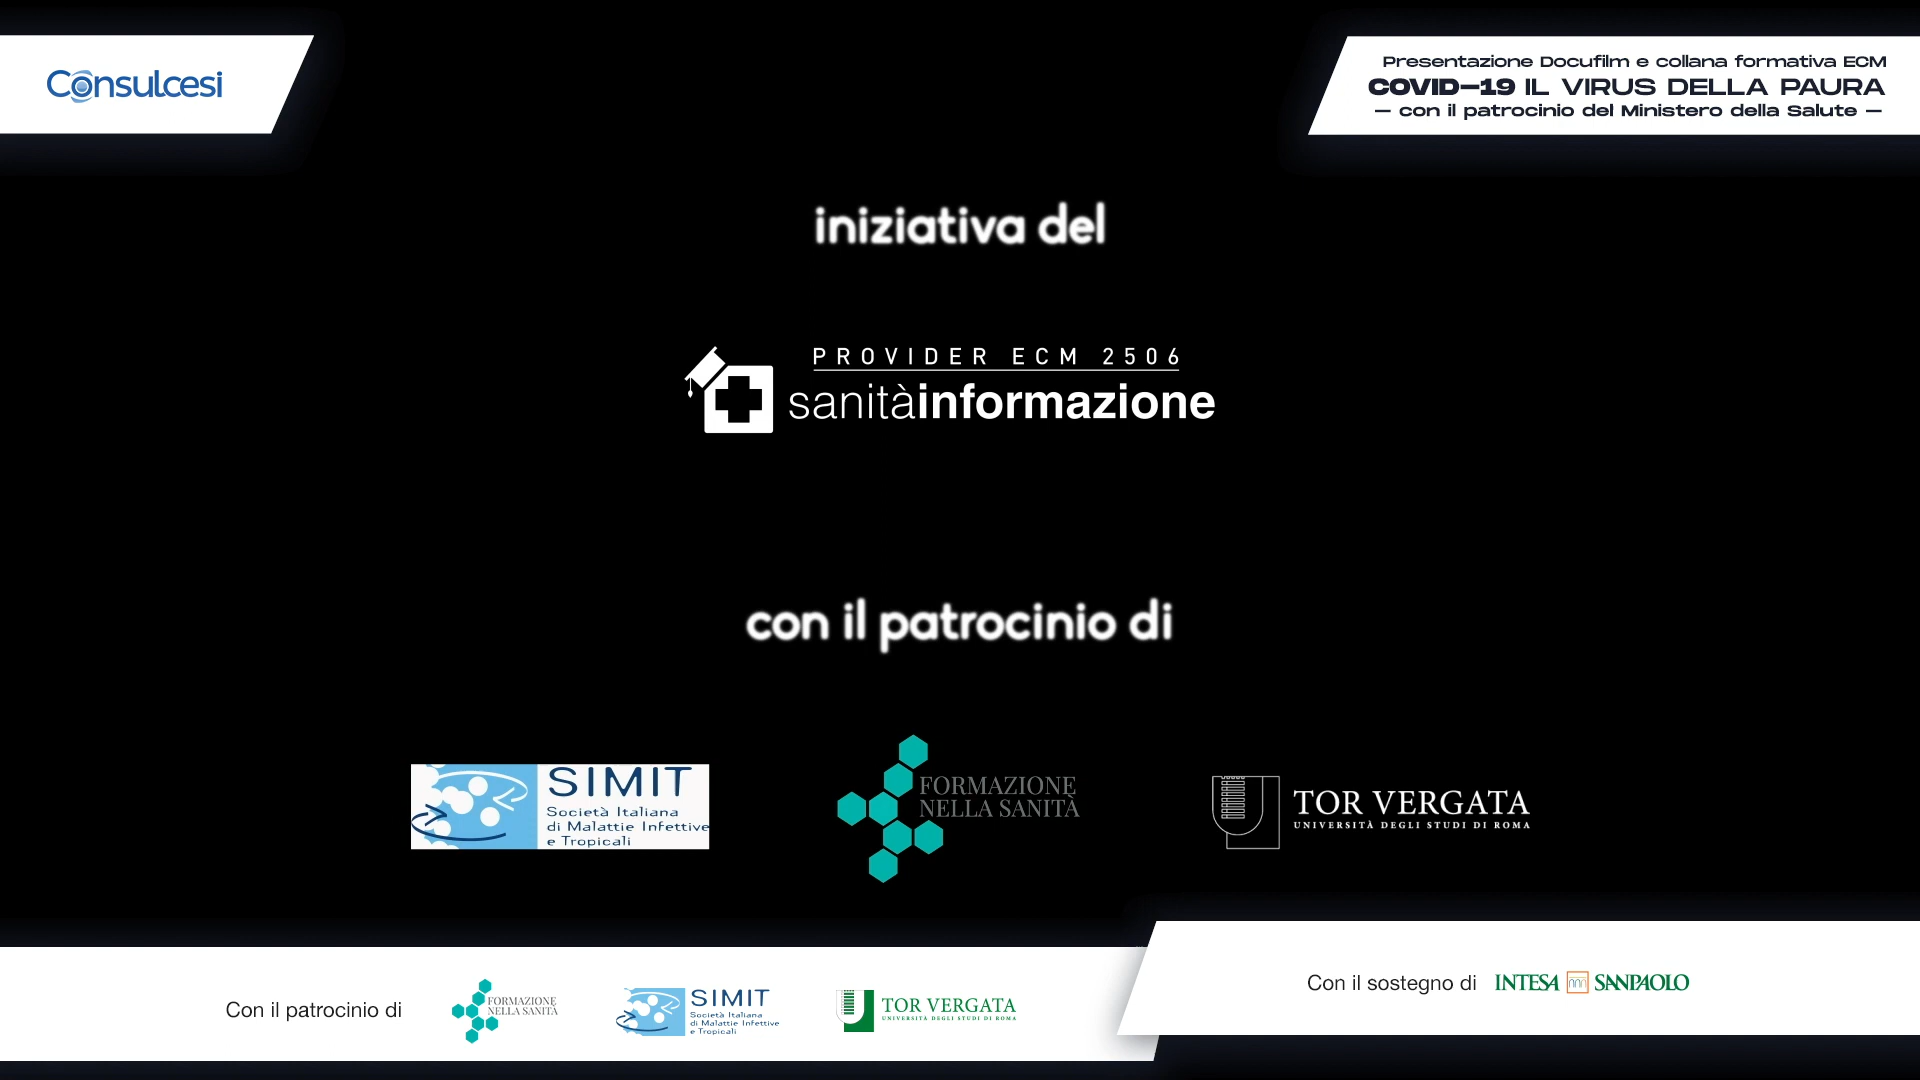 Consulcesi
Presentazione Docufilm e collana formativa ECM
COVID-19 IL VIRUS DELLA PAURA
— con il patrocinio del Ministero della Salute —
iniziativa del
PROVIDER ECM 2506
sanitàinformazione
con il patrocinio di
SIMIT
Società Italiana
di Malattie Infettive
e Tropicali
FORMAZIONE
NELLA SANITÀ
TOR VERGATA
UNIVERSITÀ DEGLI STUDI DI ROMA
Con il patrocinio di
FORMAZIONE
NELLA SANITÀ
SIMIT
Società Italiana
di Malattie Infettive
e Tropicali
TOR VERGATA
UNIVERSITÀ DEGLI STUDI DI ROMA
Con il sostegno di INTESA SANPAOLO